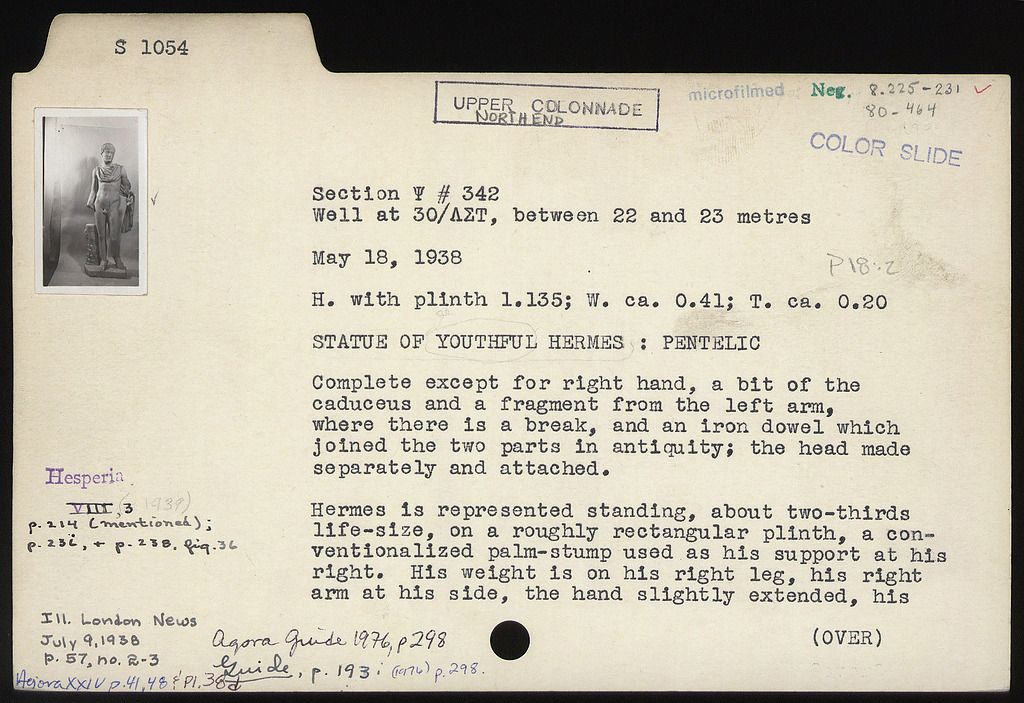 S 1054
UPPER COLONNADE
NORTH END
microfilmed
Neg. 8.225-231
80-464
COLOR SLIDE
Section Ψ # 342
Well at 30/ΛΣΤ, between 22 and 23 metres
May 18, 1938
P18:2
H. with plinth 1.135; W. ca. 0.41; T. ca. 0.20
STATUE OF YOUTHFUL HERMES : PENTELIC
Complete except for right hand, a bit of the
caduceus and a fragment from the left arm,
where there is a break, and an iron dowel which
joined the two parts in antiquity; the head made
separately and attached.
Hermes is represented standing, about two-thirds
life-size, on a roughly rectangular plinth, a con-
ventionalized palm-stump used as his support at his
right. His weight is on his right leg, his right
arm at his side, the hand slightly extended, his
(OVER)
Hesperia
VIII, 3 (1939)
p. 214 (mentioned);
p. 232, + p. 238, fig. 36
Ill. London News
July 9, 1938
p. 57, no. 2-3
Agora Guide 1976, p 298
Guide, p. 193; (1976) p. 298.
Agora XXIV p. 41, 48; Pl. 38d